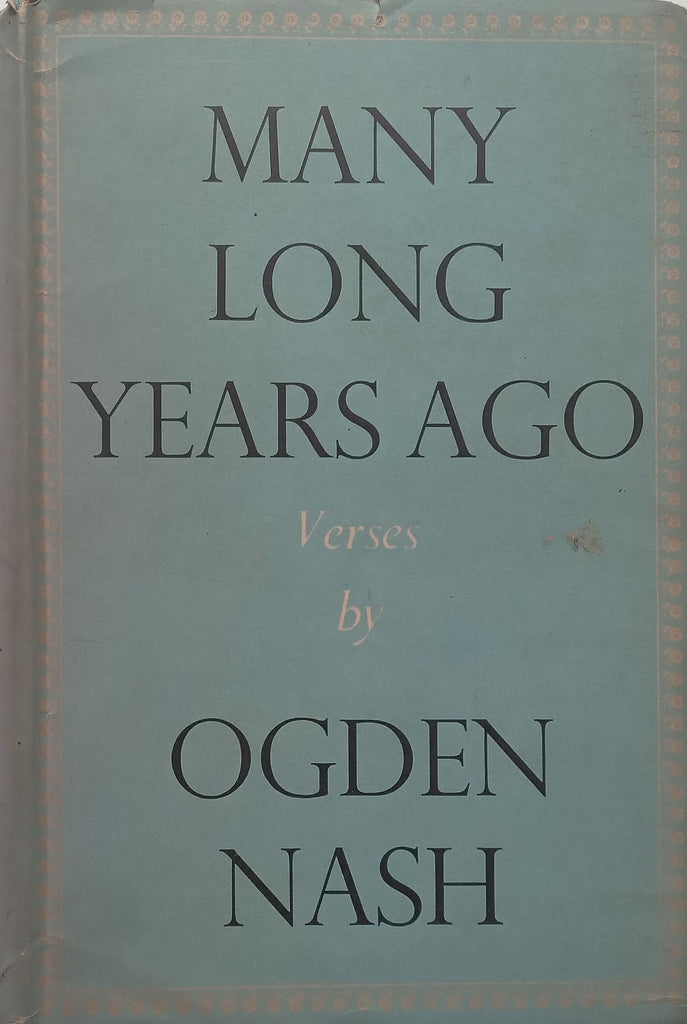 MANY
LONG
YEARS AGO
Verses
by
OGDEN
NASH